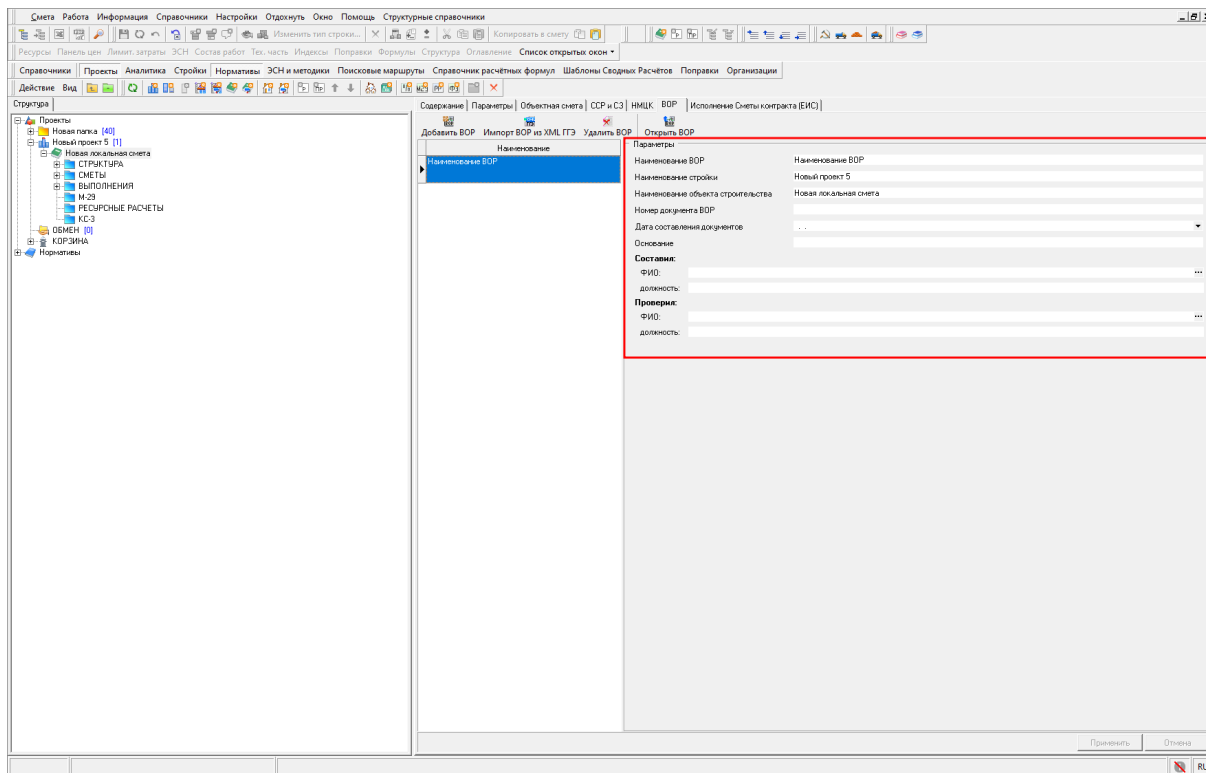 Смета Работа Информация Справочники Настройки Отдохнуть Окно Помощь Структурные справочники
Изменить тип строки... Копировать в смету
Ресурсы Панель цен Лимит. затраты ЭСН Состав работ Тех. часть Индексы Поправки Формулы Структура Оглавление Список открытых окон
Справочники Проекты Аналитика Стройки Нормативы ЭСН и методики Поисковые маршруты Справочник расчётных формул Шаблоны Сводных Расчётов Поправки Организации
Действие Вид
Структура
Проекты
Новая папка [40]
Новый проект 5 [1]
Новая локальная смета
СТРУКТУРА
СМЕТЫ
ВЫПОЛНЕНИЯ
М-29
РЕСУРСНЫЕ РАСЧЕТЫ
КС-3
ОБМЕН [0]
КОРЗИНА
Нормативы
Содержание Параметры Объектная смета ССР и СЗ НМЦК ВОР Исполнение Сметы контракта (ЕИС)
Добавить ВОР Импорт ВОР из XML ГГЭ Удалить ВОР Открыть ВОР
Наименование
Наименование ВОР
Параметры
Наименование ВОР Наименование ВОР
Наименование стройки Новый проект 5
Наименование объекта строительства Новая локальная смета
Номер документа ВОР
Дата составления документов . .
Основание
Составил:
ФИО: ...
должность:
Проверил:
ФИО: ...
должность:
Применить Отмена
RU